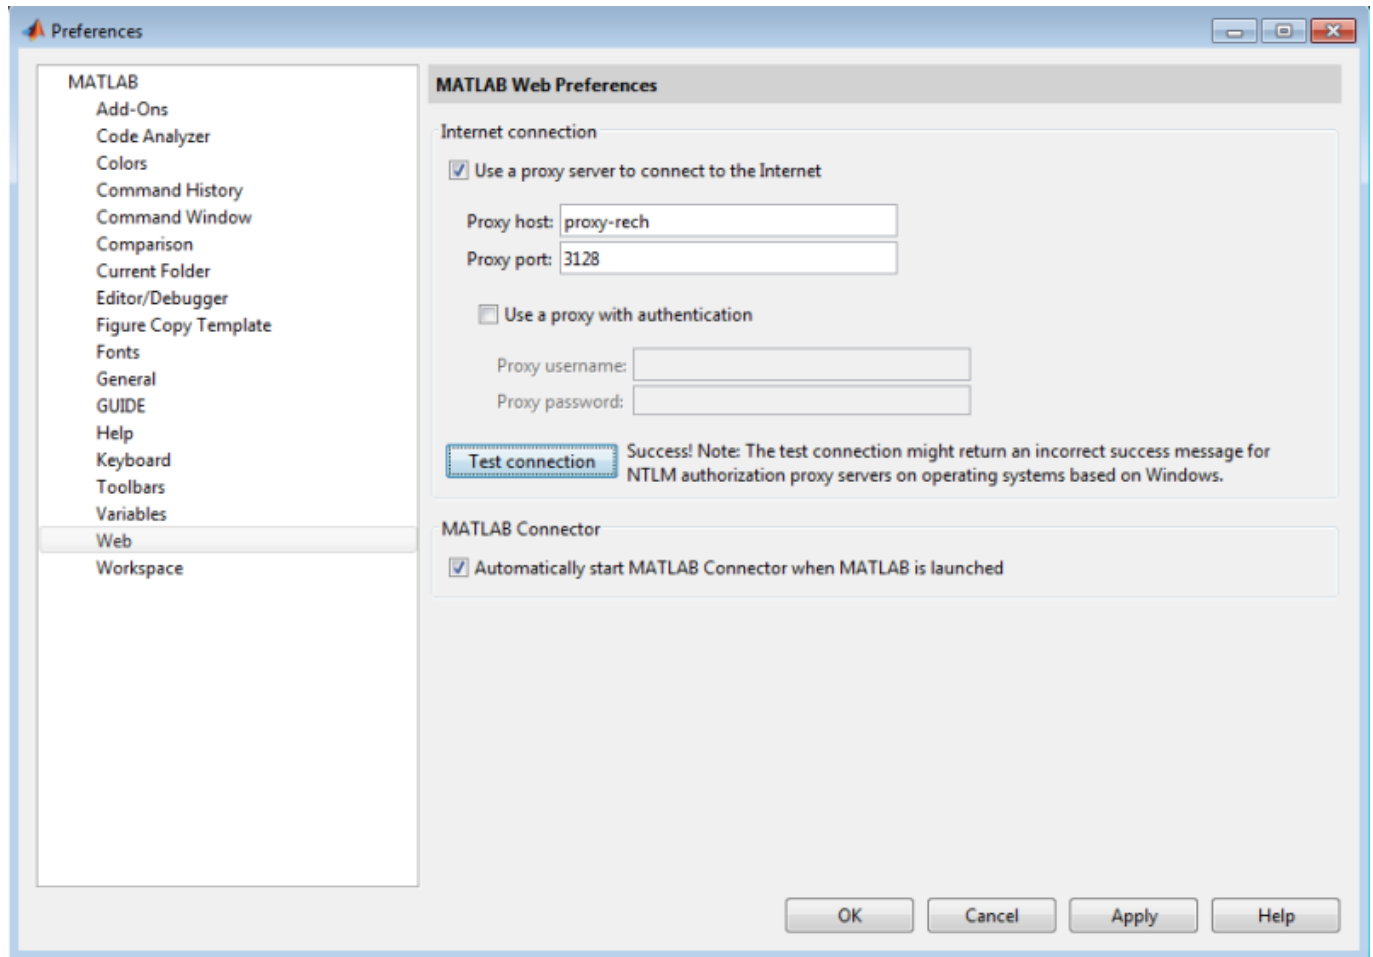 Preferences
MATLAB
Add-Ons
Code Analyzer
Colors
Command History
Command Window
Comparison
Current Folder
Editor/Debugger
Figure Copy Template
Fonts
General
GUIDE
Help
Keyboard
Toolbars
Variables
Web
Workspace
MATLAB Web Preferences
Internet connection
Use a proxy server to connect to the Internet
Proxy host: proxy-rech
Proxy port: 3128
Use a proxy with authentication
Proxy username:
Proxy password:
Test connection
Success! Note: The test connection might return an incorrect success message for
NTLM authorization proxy servers on operating systems based on Windows.
MATLAB Connector
Automatically start MATLAB Connector when MATLAB is launched
OK Cancel Apply Help